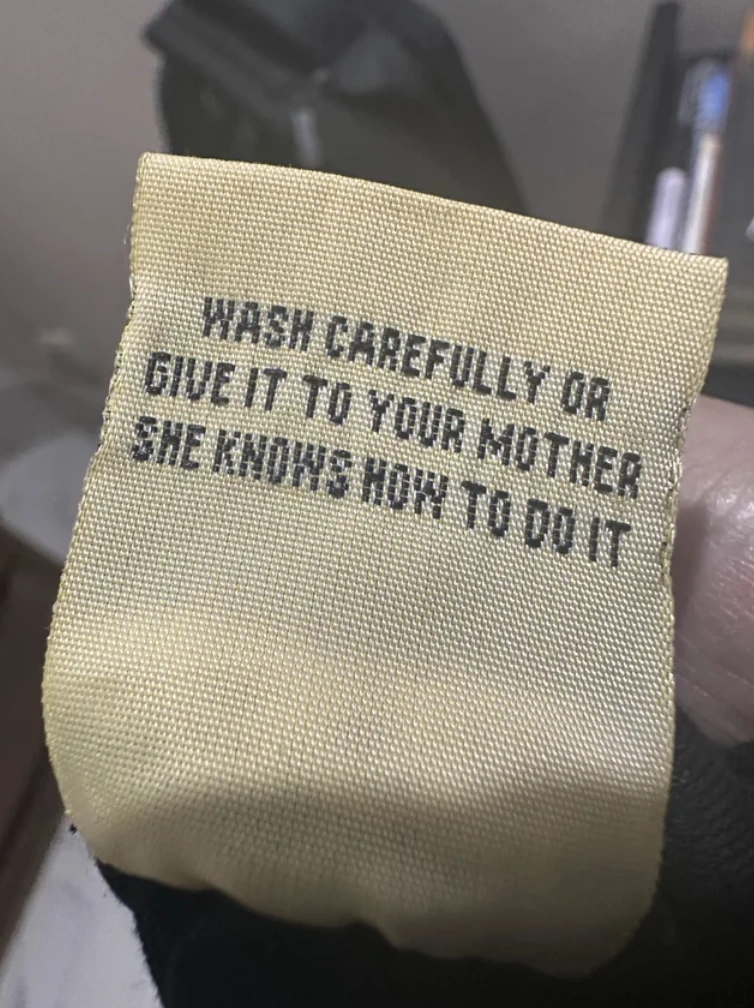 WASH CAREFULLY OR
GIVE IT TO YOUR MOTHER
SHE KNOWS HOW TO DO IT